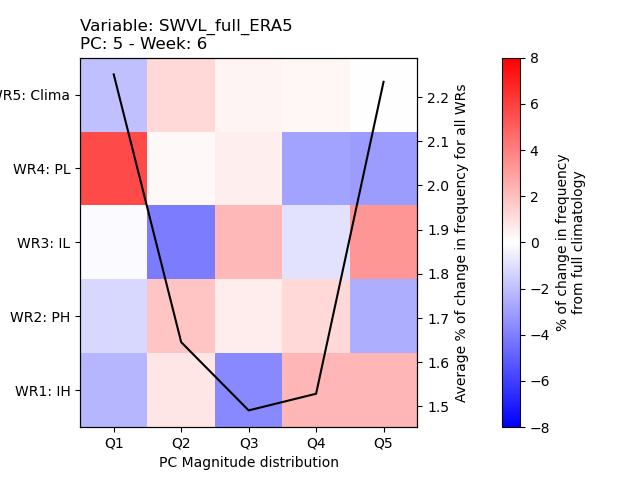 Variable: SWVL_full_ERA5
PC: 5 - Week: 6
WR5: Clima
WR4: PL
WR3: IL
WR2: PH
WR1: IH
Q1 Q2 Q3 Q4 Q5
PC Magnitude distribution
2.2
2.1
2.0
1.9
1.8
1.7
1.6
1.5
Average % of change in frequency for all WRs
8
6
4
2
0
−2
−4
−6
−8
% of change in frequency
from full climatology